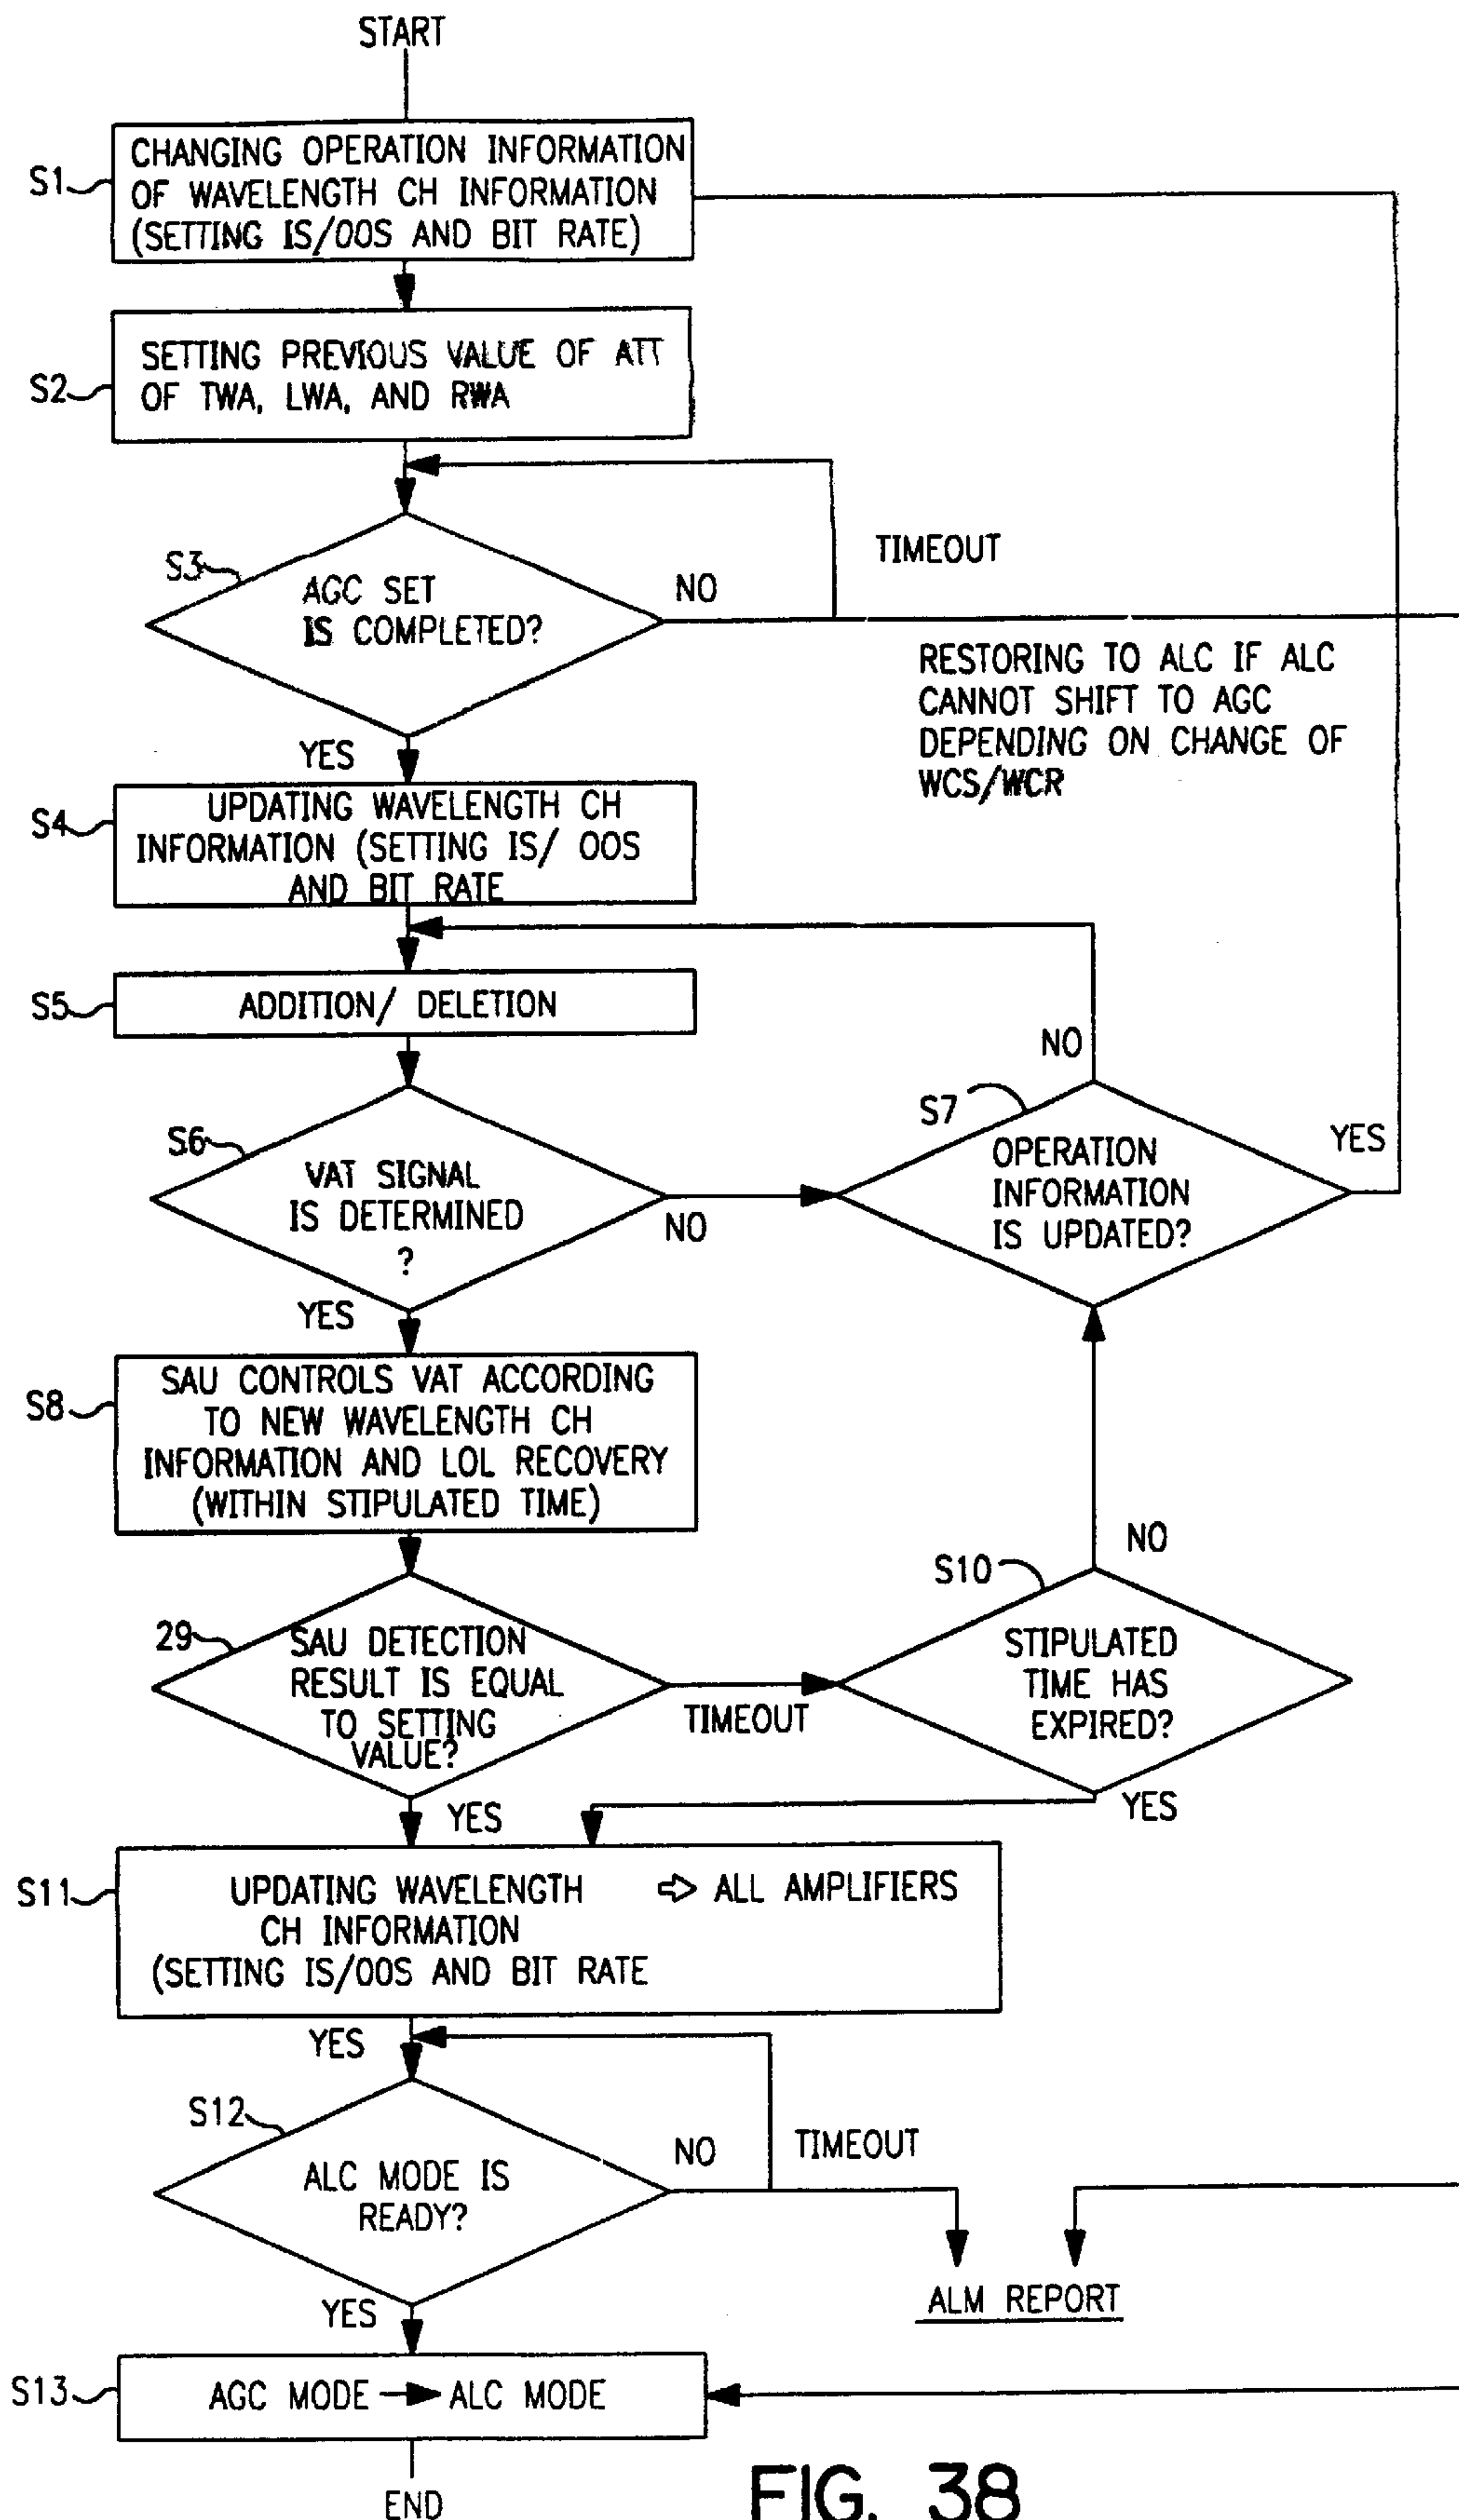 START
S1
CHANGING OPERATION INFORMATION
OF WAVELENGTH CH INFORMATION
(SETTING IS/OOS AND BIT RATE)
S2
SETTING PREVIOUS VALUE OF ATT
OF TWA, LWA, AND RWA
S3
AGC SET
IS COMPLETED?
NO
TIMEOUT
RESTORING TO ALC IF ALC
CANNOT SHIFT TO AGC
DEPENDING ON CHANGE OF
WCS/WCR
YES
S4
UPDATING WAVELENGTH CH
INFORMATION (SETTING IS/ OOS
AND BIT RATE
S5
ADDITION/ DELETION
NO
S6
VAT SIGNAL
IS DETERMINED
?
NO
S7
OPERATION
INFORMATION
IS UPDATED?
YES
YES
S8
SAU CONTROLS VAT ACCORDING
TO NEW WAVELENGTH CH
INFORMATION AND LOL RECOVERY
(WITHIN STIPULATED TIME)
29
SAU DETECTION
RESULT IS EQUAL
TO SETTING
VALUE?
TIMEOUT
S10
NO
STIPULATED
TIME HAS
EXPIRED?
YES
YES
S11
UPDATING WAVELENGTH ⇨ ALL AMPLIFIERS
CH INFORMATION
(SETTING IS/OOS AND BIT RATE
YES
S12
ALC MODE IS
READY?
NO
TIMEOUT
ALM REPORT
YES
S13
AGC MODE → ALC MODE
END
FIG. 38